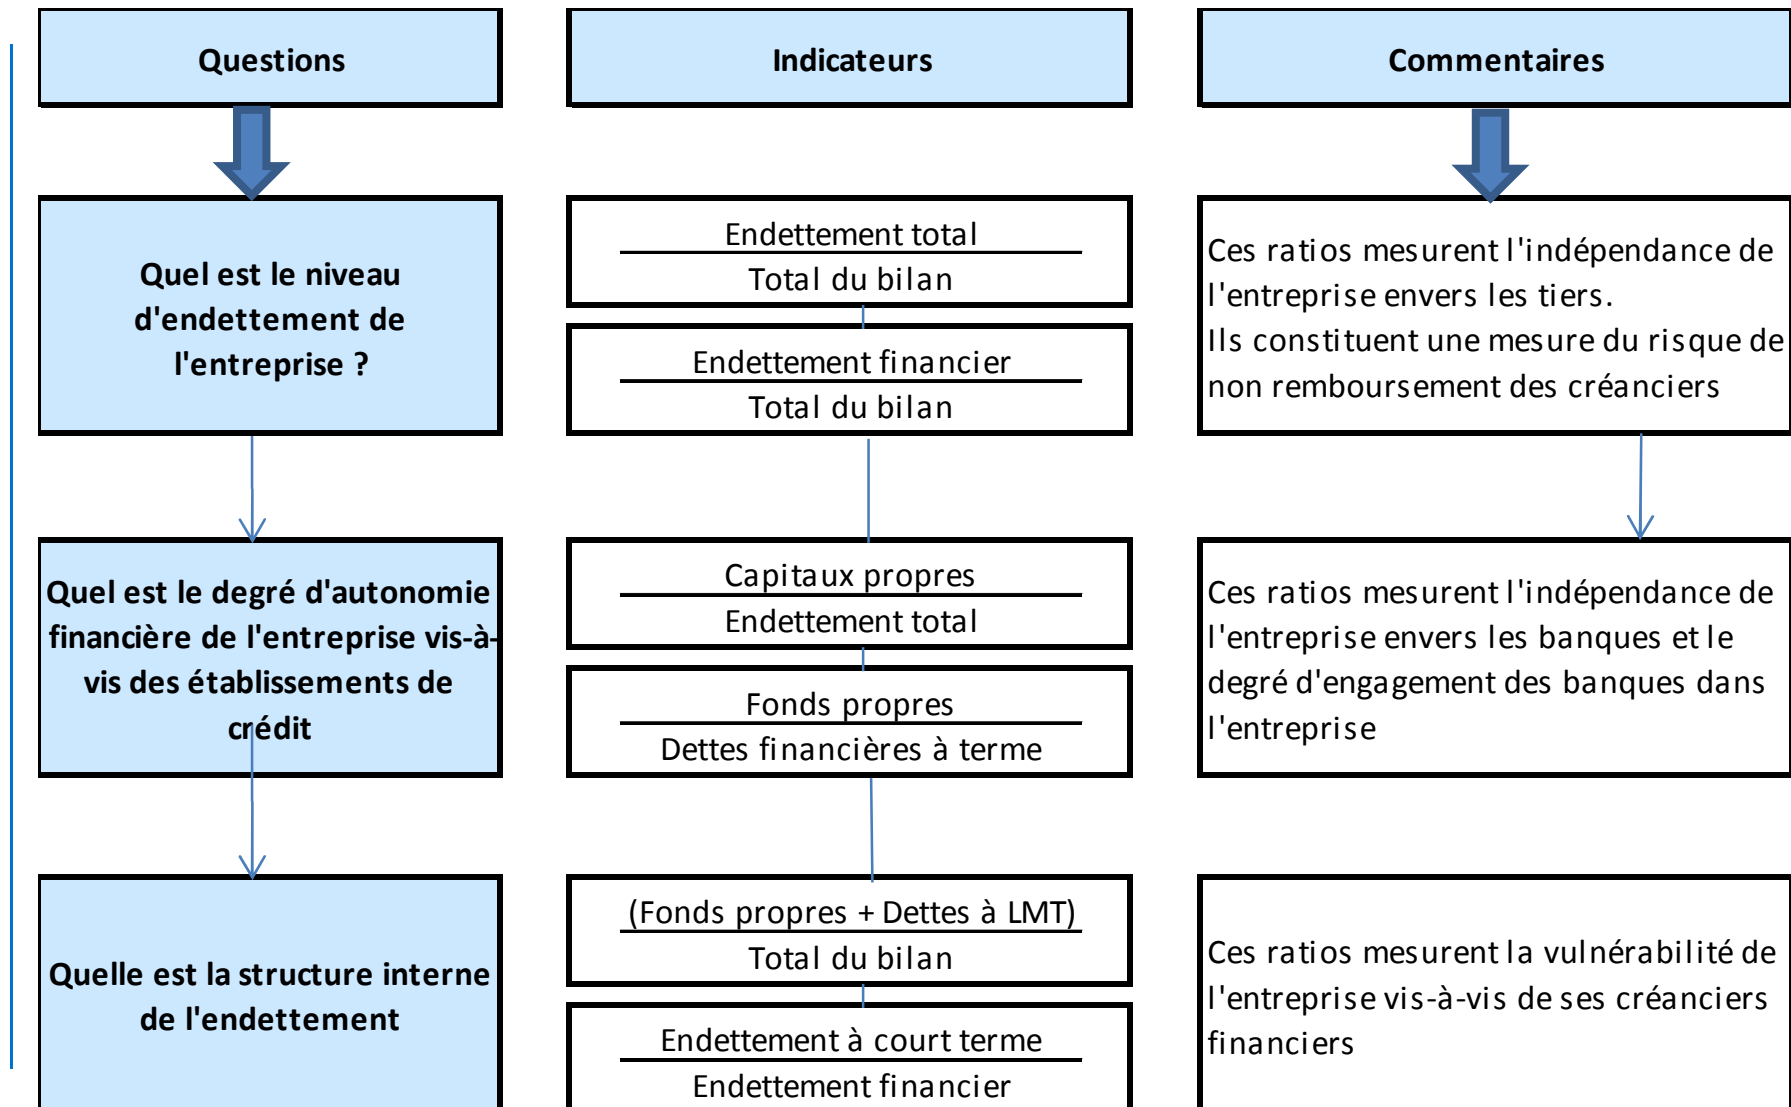 Questions
Indicateurs
Commentaires
Quel est le niveau
d'endettement de
l'entreprise ?
Endettement total
Total du bilan
Endettement financier
Total du bilan
Ces ratios mesurent l'indépendance de
l'entreprise envers les tiers.
Ils constituent une mesure du risque de
non remboursement des créanciers
Quel est le degré d'autonomie
financière de l'entreprise vis-à-
vis des établissements de
crédit
Capitaux propres
Endettement total
Fonds propres
Dettes financières à terme
Ces ratios mesurent l'indépendance de
l'entreprise envers les banques et le
degré d'engagement des banques dans
l'entreprise
Quelle est la structure interne
de l'endettement
(Fonds propres + Dettes à LMT)
Total du bilan
Endettement à court terme
Endettement financier
Ces ratios mesurent la vulnérabilité de
l'entreprise vis-à-vis de ses créanciers
financiers